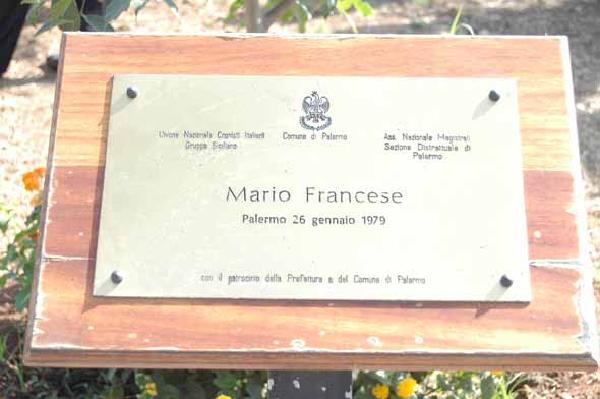 Unione Nazionale Cronisti Italiani
Gruppo Siciliano
Comune di Palermo
Ass. Nazionale Magistrati
Sezione Distrettuale di
Palermo
Mario Francese
Palermo 26 gennaio 1979
con il patrocinio della Prefettura e del Comune di Palermo